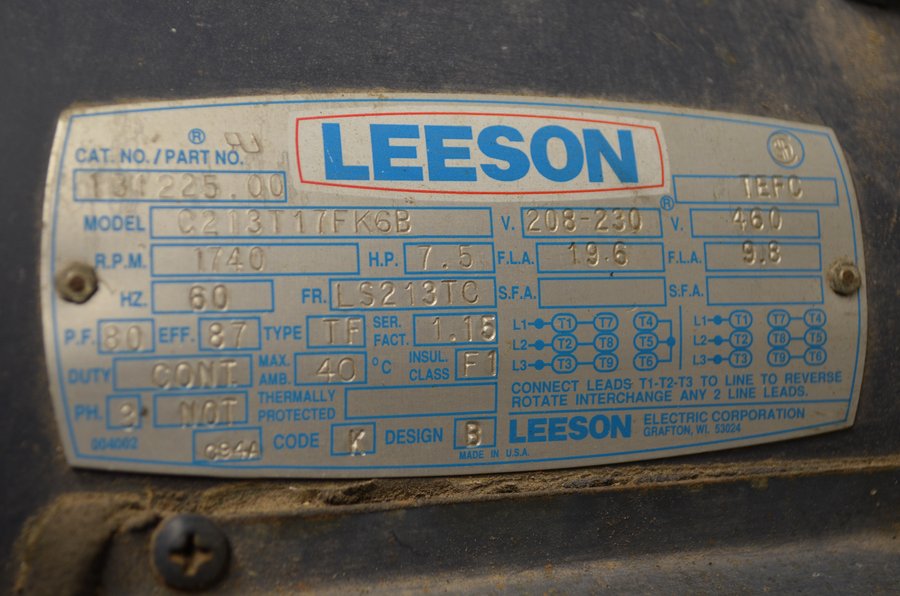 LEESON ®
® UR
CAT. NO./PART NO.
131225.00
TEFC
MODEL C213T17FK6B V. 208-230 V. 460
R.P.M. 1740 H.P. 7.5 F.L.A. 19.6 F.L.A. 9.8
HZ. 60 FR. LS213TC S.F.A. S.F.A.
P.F. 80 EFF. 87 TYPE TF SER. FACT. 1.15
DUTY CONT MAX. AMB. 40 °C INSUL. CLASS F1
PH. 3 NOT THERMALLY PROTECTED
004002 C94A CODE K DESIGN B
MADE IN U.S.A.
L1 T1 T7 T4 L1 T1 T7 T4
L2 T2 T8 T5 L2 T2 T8 T5
L3 T3 T9 T6 L3 T3 T9 T6
CONNECT LEADS T1-T2-T3 TO LINE TO REVERSE
ROTATE INTERCHANGE ANY 2 LINE LEADS.
LEESON ELECTRIC CORPORATION
GRAFTON, WI. 53024